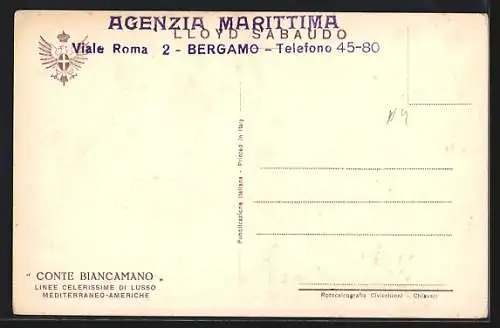 AGENZIA MARITTIMA
LLOYD SABAUDO
Viale Roma 2 - BERGAMO - Telefono 45-80
Pubblicazione Italiana - Printed in Italy
" CONTE BIANCAMANO "
LINEE CELERISSIME DI LUSSO
MEDITERRANEO-AMERICHE
Rotocalcografia Civicchioni - Chiavari